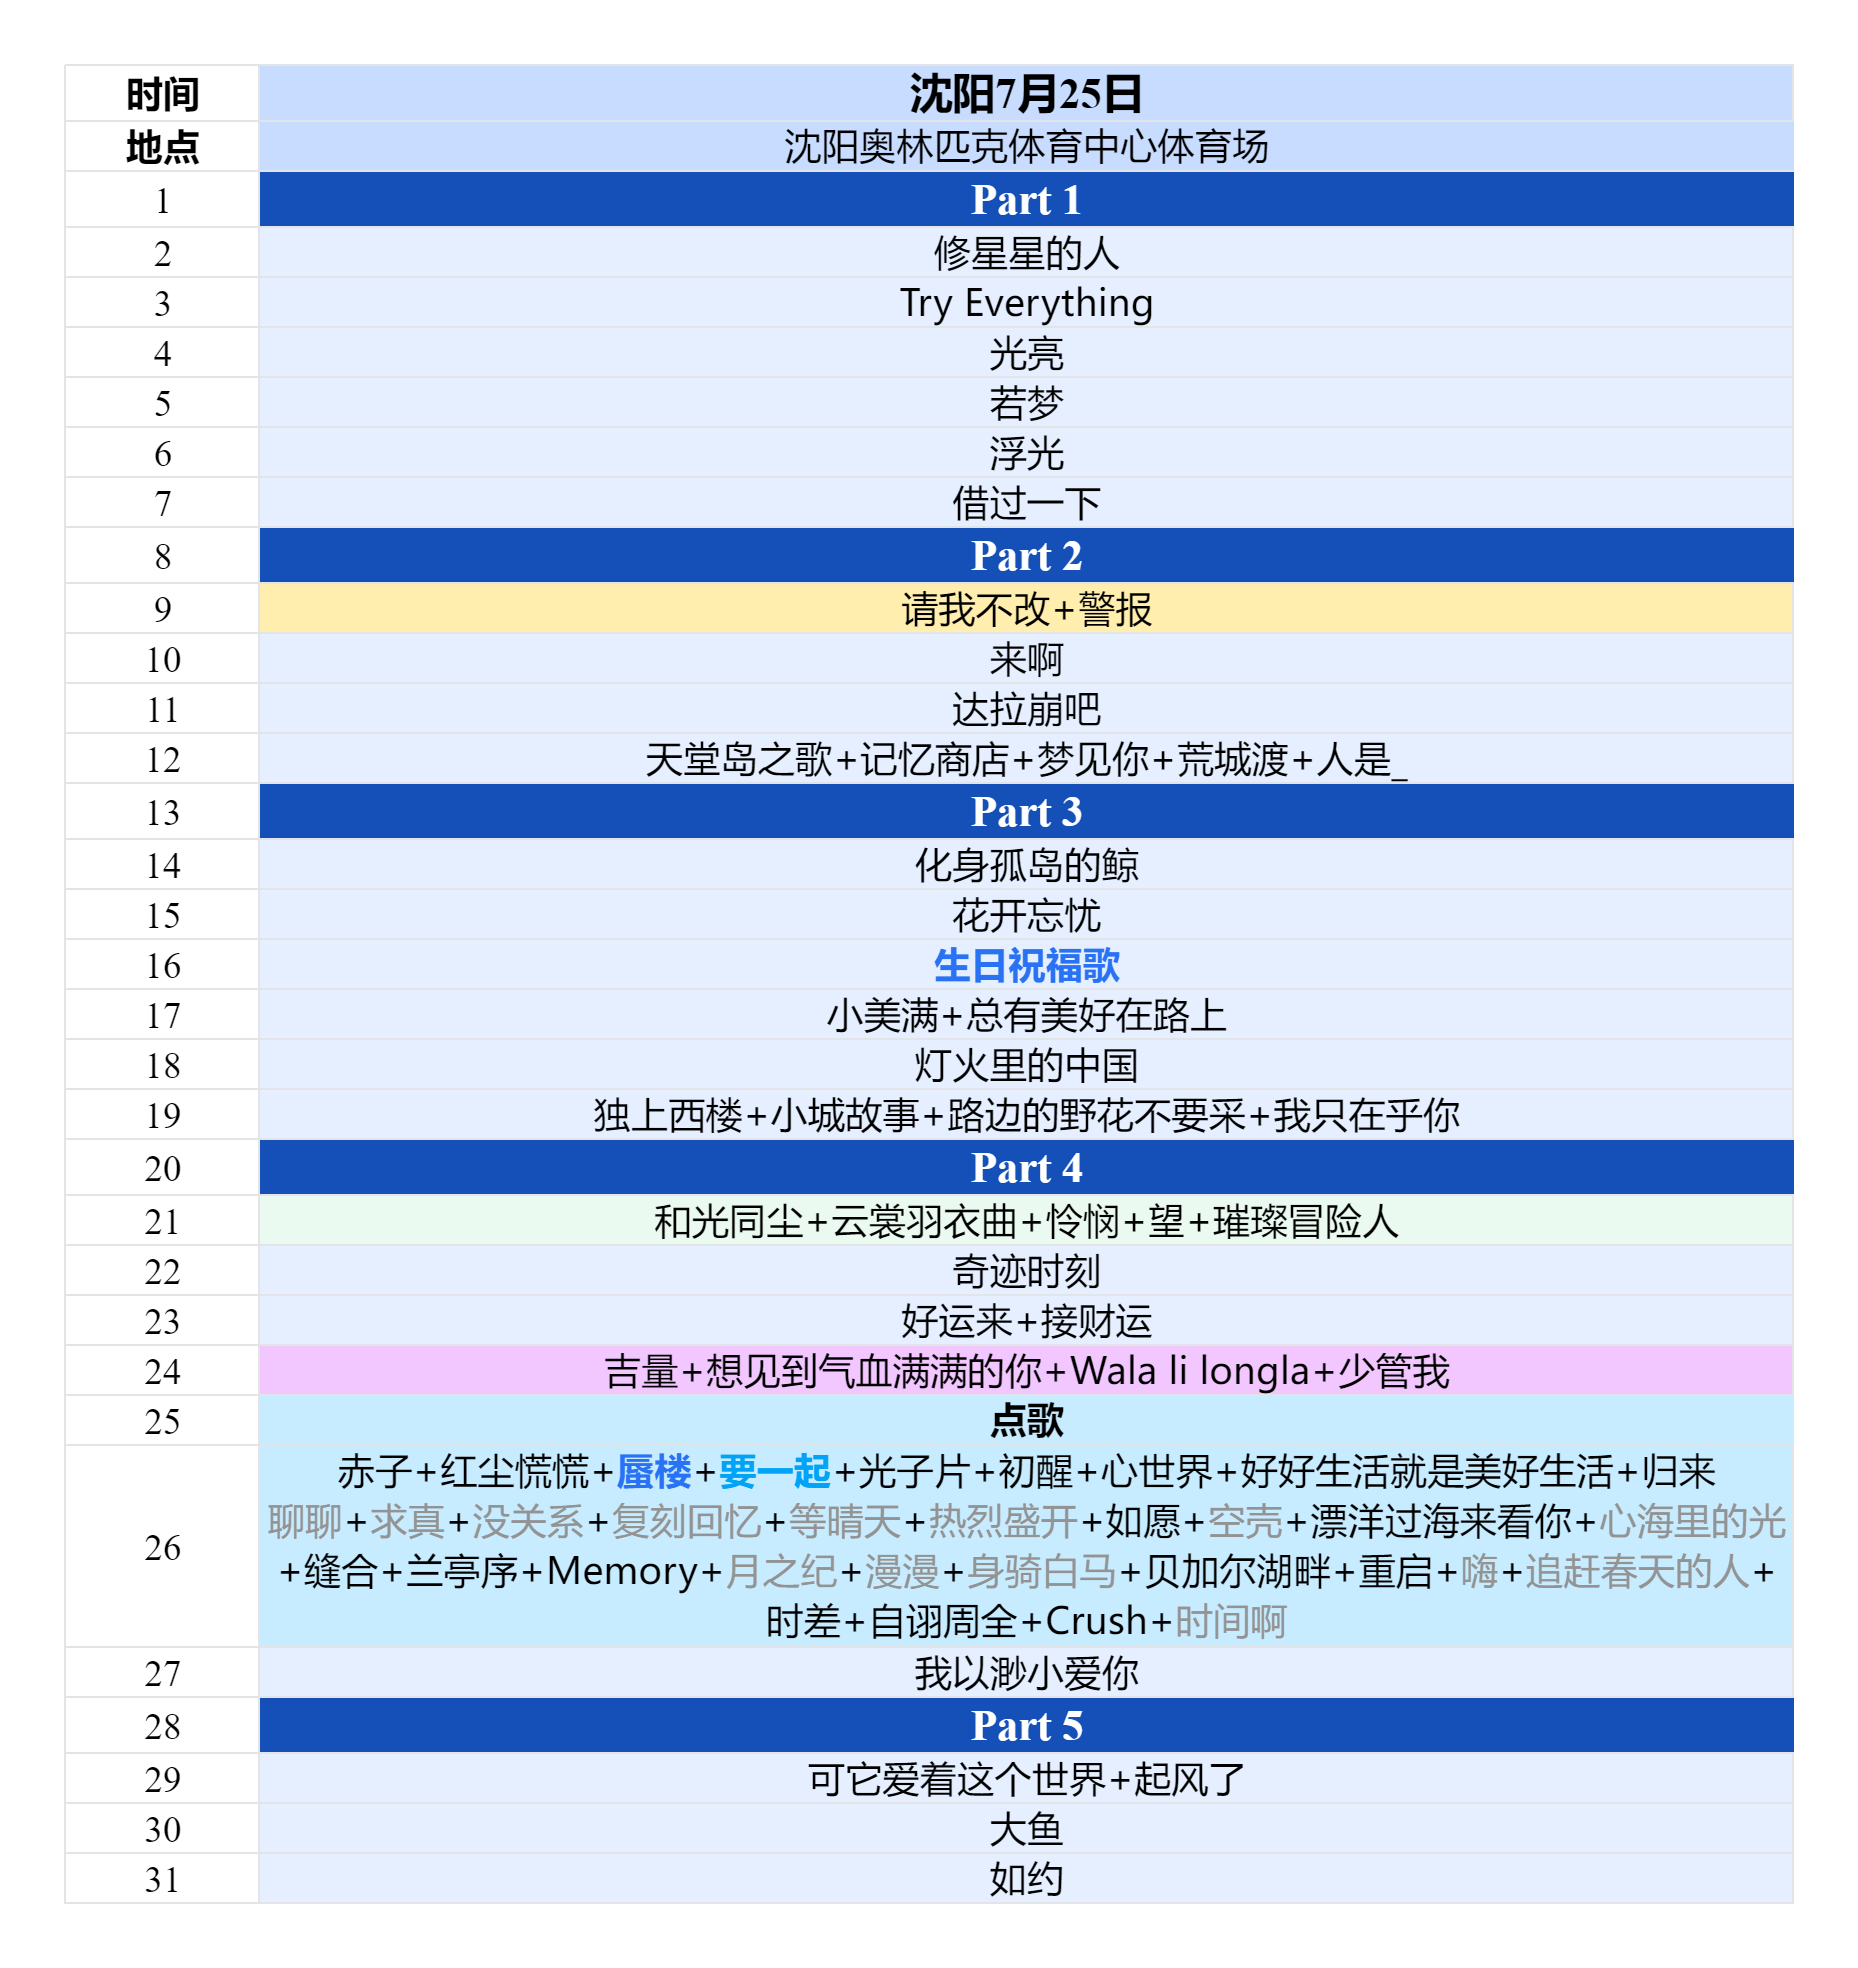 时间 沈阳7月25日
地点 沈阳奥林匹克体育中心体育场
1 Part 1
2 修星星的人
3 Try Everything
4 光亮
5 若梦
6 浮光
7 借过一下
8 Part 2
9 请我不改+警报
10 来啊
11 达拉崩吧
12 天堂岛之歌+记忆商店+梦见你+荒城渡+人是_
13 Part 3
14 化身孤岛的鲸
15 花开忘忧
16 生日祝福歌
17 小美满+总有美好在路上
18 灯火里的中国
19 独上西楼+小城故事+路边的野花不要采+我只在乎你
20 Part 4
21 和光同尘+云裳羽衣曲+怜悯+望+璀璨冒险人
22 奇迹时刻
23 好运来+接财运
24 吉量+想见到气血满满的你+Wala li longla+少管我
25 点歌
26 赤子+红尘慌慌+蜃楼+要一起+光子片+初醒+心世界+好好生活就是美好生活+归来
聊聊+求真+没关系+复刻回忆+等晴天+热烈盛开+如愿+空壳+漂洋过海来看你+心海里的光
+缝合+兰亭序+Memory+月之纪+漫漫+身骑白马+贝加尔湖畔+重启+嗨+追赶春天的人+
时差+自诩周全+Crush+时间啊
27 我以渺小爱你
28 Part 5
29 可它爱着这个世界+起风了
30 大鱼
31 如约